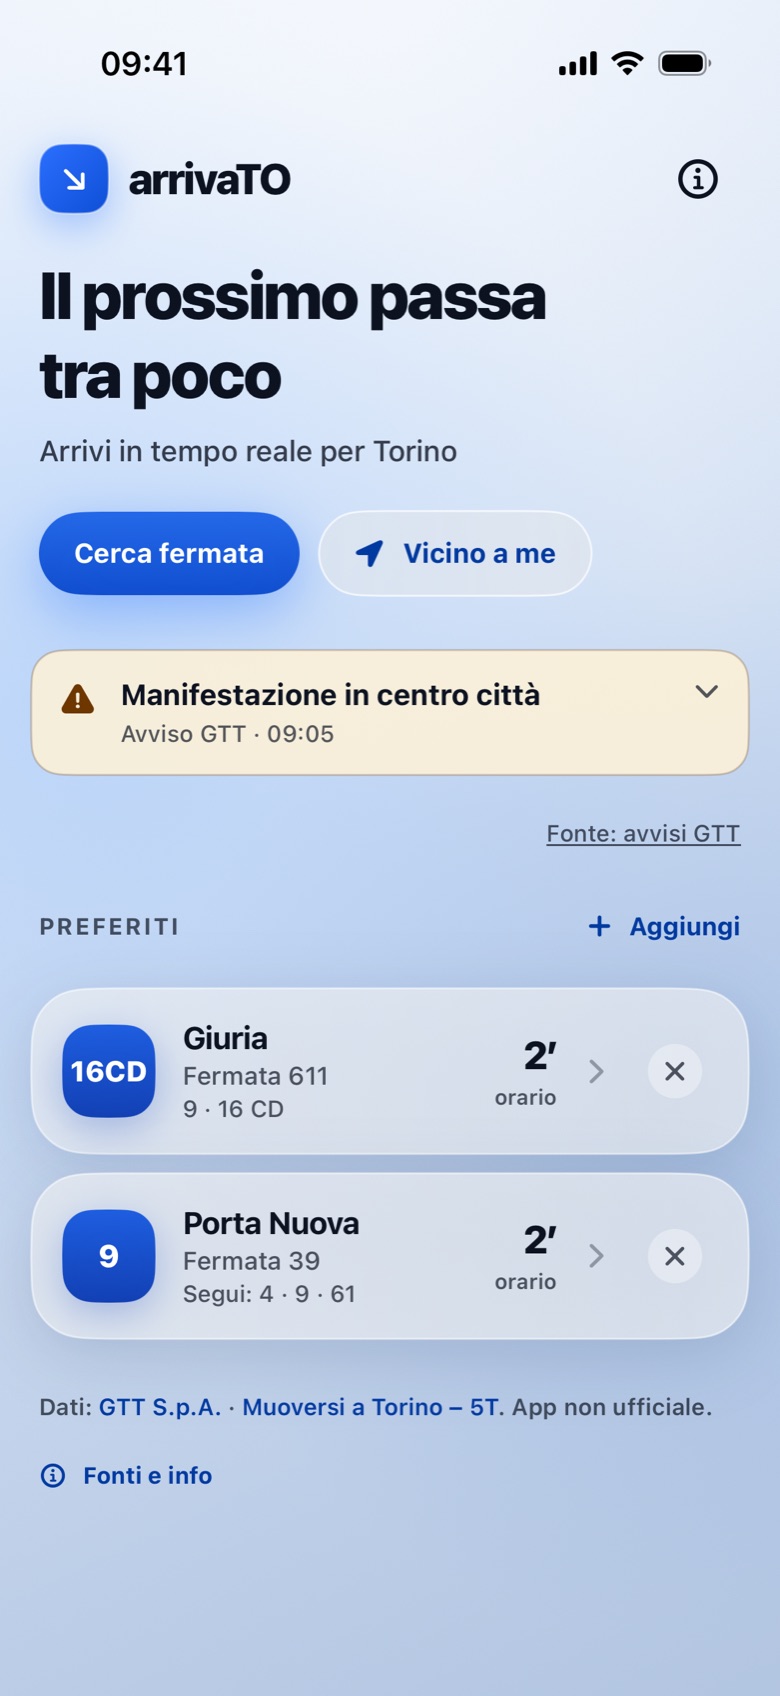 09:41
arrivaTO
Il prossimo passa
tra poco
Arrivi in tempo reale per Torino
Cerca fermata
Vicino a me
Manifestazione in centro città
Avviso GTT · 09:05
Fonte: avvisi GTT
PREFERITI
+ Aggiungi
16CD
Giuria
Fermata 611
9 · 16 CD
2′
orario
9
Porta Nuova
Fermata 39
Segui: 4 · 9 · 61
2′
orario
Dati: GTT S.p.A. · Muoversi a Torino – 5T. App non ufficiale.
Fonti e info